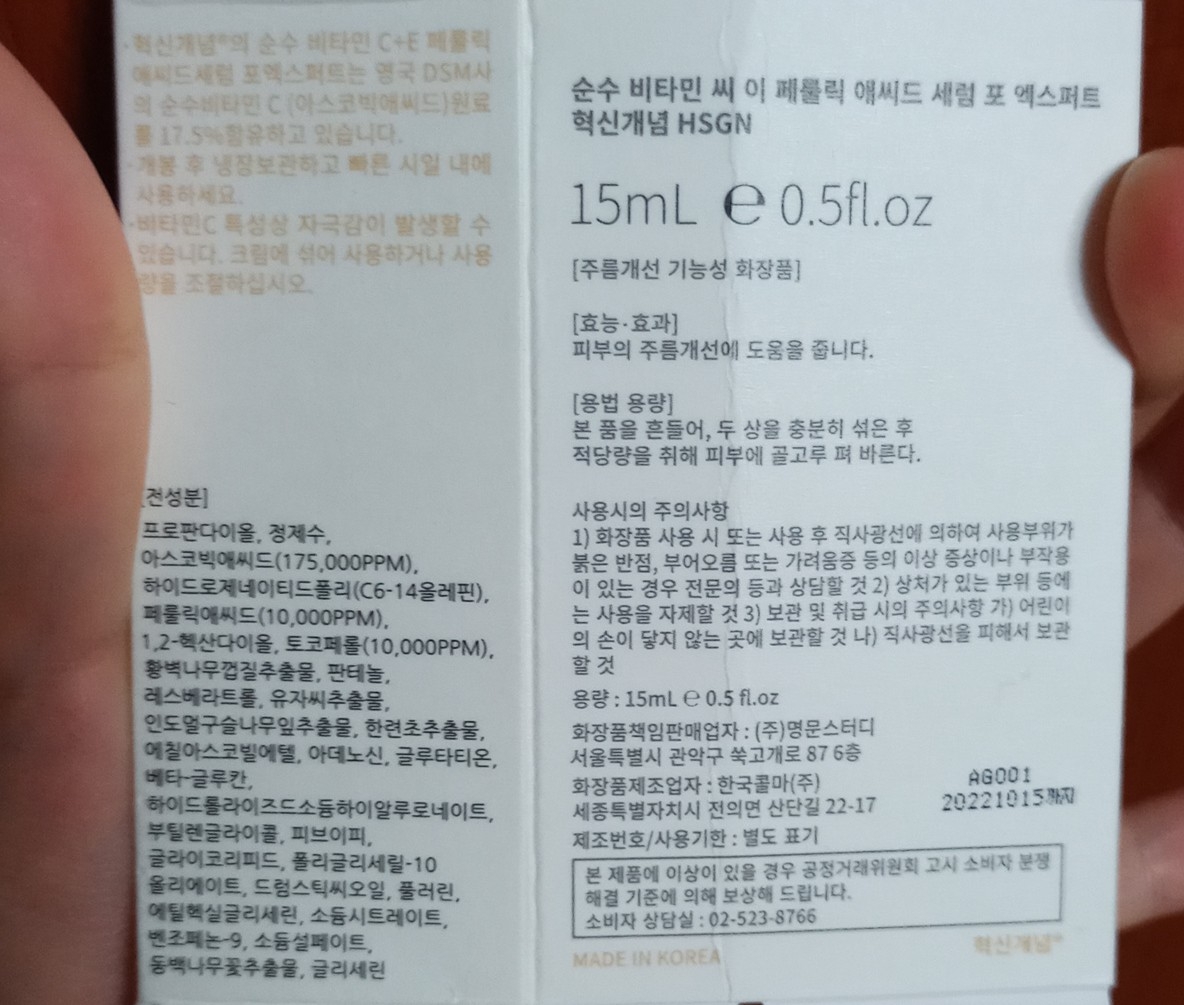 ·혁신개념®의 순수 비타민 C+E 페룰릭
애씨드세럼 포엑스퍼트는 영국 DSM사
의 순수비타민 C (아스코빅애씨드)원료
를 17.5%함유하고 있습니다.
·개봉 후 냉장보관하고 빠른 시일 내에
사용하세요.
·비타민C 특성상 자극감이 발생할 수
있습니다. 크림에 섞어 사용하거나 사용
량을 조절하십시오.
[전성분]
프로판다이올, 정제수,
아스코빅애씨드(175,000PPM),
하이드로제네이티드폴리(C6-14올레핀),
페룰릭애씨드(10,000PPM),
1,2-헥산다이올, 토코페롤(10,000PPM),
황벽나무껍질추출물, 판테놀,
레스베라트롤, 유자씨추출물,
인도멀구슬나무잎추출물, 한련초추출물,
에칠아스코빌에텔, 아데노신, 글루타티온,
베타-글루칸,
하이드롤라이즈드소듐하이알루로네이트,
부틸렌글라이콜, 피브이피,
글라이코리피드, 폴리글리세릴-10
올리에이트, 드럼스틱씨오일, 풀러린,
에틸헥실글리세린, 소듐시트레이트,
벤조페논-9, 소듐설페이트,
동백나무꽃추출물, 글리세린
순수 비타민 씨 이 페룰릭 애씨드 세럼 포 엑스퍼트
혁신개념 HSGN
15mL ℮ 0.5fl.oz
[주름개선 기능성 화장품]
[효능·효과]
피부의 주름개선에 도움을 줍니다.
[용법 용량]
본 품을 흔들어, 두 상을 충분히 섞은 후
적당량을 취해 피부에 골고루 펴 바른다.
사용시의 주의사항
1) 화장품 사용 시 또는 사용 후 직사광선에 의하여 사용부위가
붉은 반점, 부어오름 또는 가려움증 등의 이상 증상이나 부작용
이 있는 경우 전문의 등과 상담할 것 2) 상처가 있는 부위 등에
는 사용을 자제할 것 3) 보관 및 취급 시의 주의사항 가) 어린이
의 손이 닿지 않는 곳에 보관할 것 나) 직사광선을 피해서 보관
할 것
용량 : 15mL ℮ 0.5 fl.oz
화장품책임판매업자 : (주)명문스터디
서울특별시 관악구 쑥고개로 87 6층
화장품제조업자 : 한국콜마(주)
세종특별자치시 전의면 산단길 22-17
제조번호/사용기한 : 별도 표기
AG001
20221015까지
본 제품에 이상이 있을 경우 공정거래위원회 고시 소비자 분쟁
해결 기준에 의해 보상해 드립니다.
소비자 상담실 : 02-523-8766
MADE IN KOREA
혁신개념®